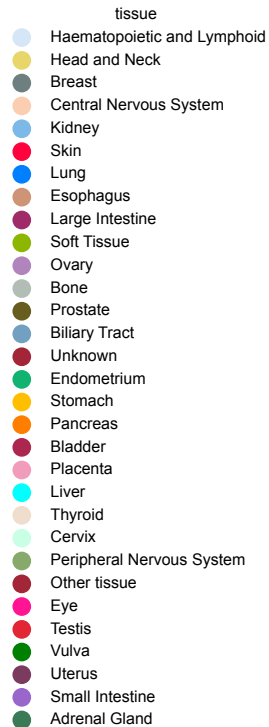 tissue
Haematopoietic and Lymphoid
Head and Neck
Breast
Central Nervous System
Kidney
Skin
Lung
Esophagus
Large Intestine
Soft Tissue
Ovary
Bone
Prostate
Biliary Tract
Unknown
Endometrium
Stomach
Pancreas
Bladder
Placenta
Liver
Thyroid
Cervix
Peripheral Nervous System
Other tissue
Eye
Testis
Vulva
Uterus
Small Intestine
Adrenal Gland